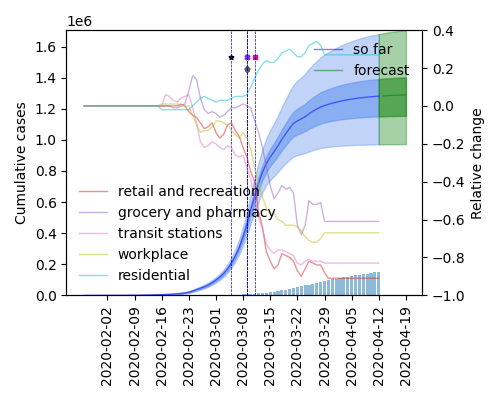 1e6
1.6
1.4
1.2
1.0
0.8
0.6
0.4
0.2
0.0
Cumulative cases
0.4
0.2
0.0
−0.2
−0.4
−0.6
−0.8
−1.0
Relative change
so far
forecast
retail and recreation
grocery and pharmacy
transit stations
workplace
residential
2020-02-02
2020-02-09
2020-02-16
2020-02-23
2020-03-01
2020-03-08
2020-03-15
2020-03-22
2020-03-29
2020-04-05
2020-04-12
2020-04-19